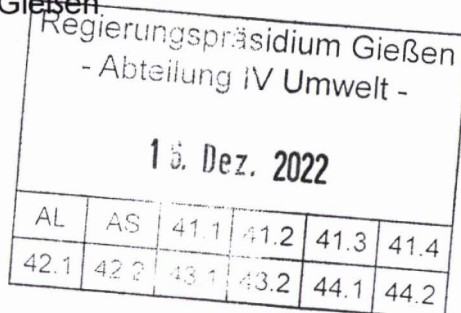 Gießen
Regierungspräsidium Gießen
- Abteilung IV Umwelt -
Dez. 2022
AL AS 41.1 41.2 41.3 41.4
42.1 42.2 43.1 43.2 44.1 44.2